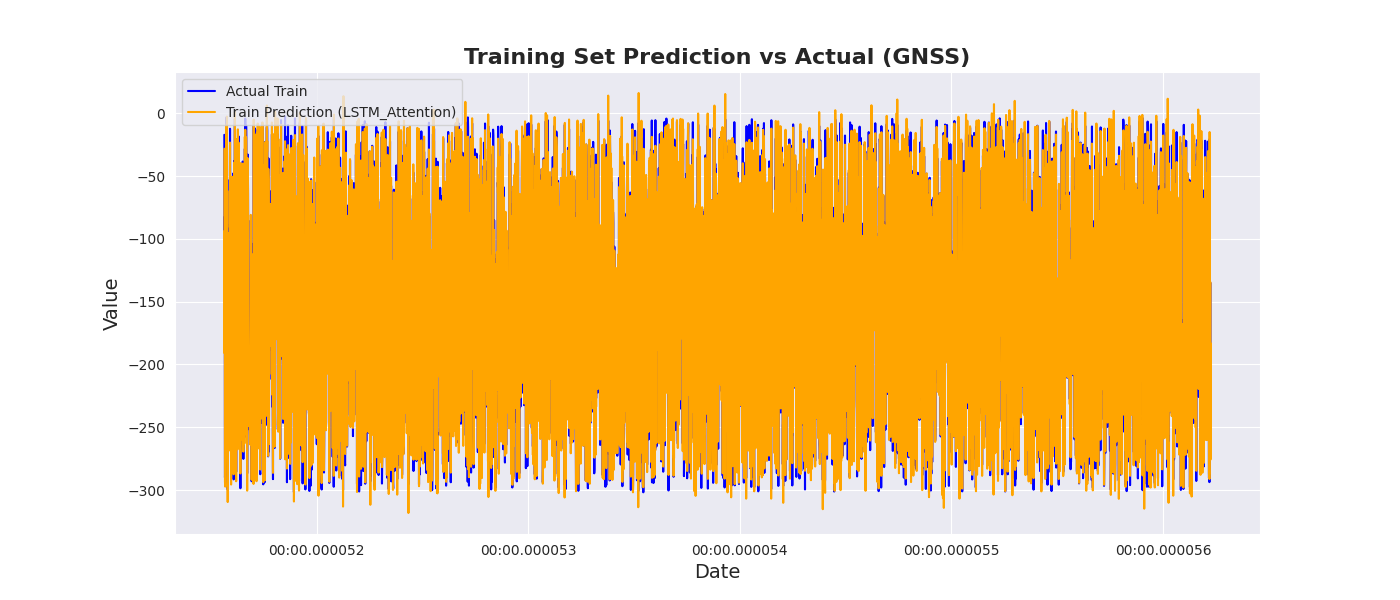 Training Set Prediction vs Actual (GNSS)
Actual Train
Train Prediction (LSTM_Attention)
Value
0
−50
−100
−150
−200
−250
−300
00:00.000052
00:00.000053
00:00.000054
00:00.000055
00:00.000056
Date